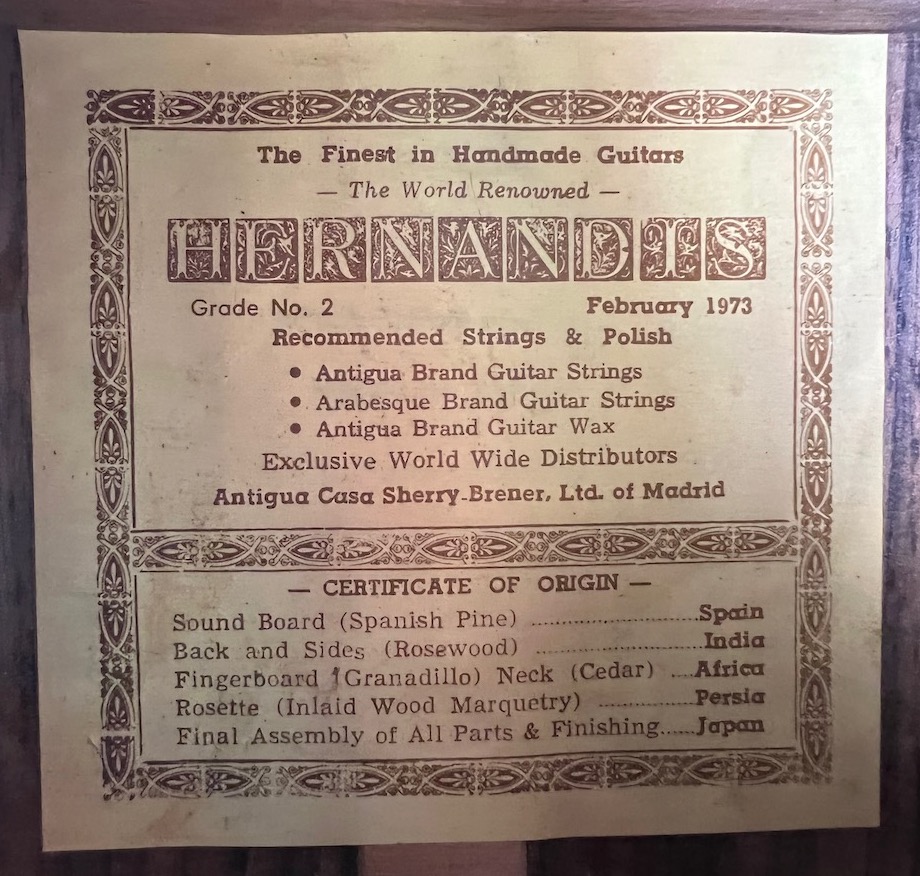 The Finest in Handmade Guitars
— The World Renowned —
HERNANDIS
Grade No. 2 February 1973
Recommended Strings & Polish
• Antigua Brand Guitar Strings
• Arabesque Brand Guitar Strings
• Antigua Brand Guitar Wax
Exclusive World Wide Distributors
Antigua Casa Sherry-Brener, Ltd. of Madrid
— CERTIFICATE OF ORIGIN —
Sound Board (Spanish Pine) ........................Spain
Back and Sides (Rosewood) ........................India
Fingerboard (Granadillo) Neck (Cedar) ....Africa
Rosette (Inlaid Wood Marquetry) ..............Persia
Final Assembly of All Parts & Finishing......Japan